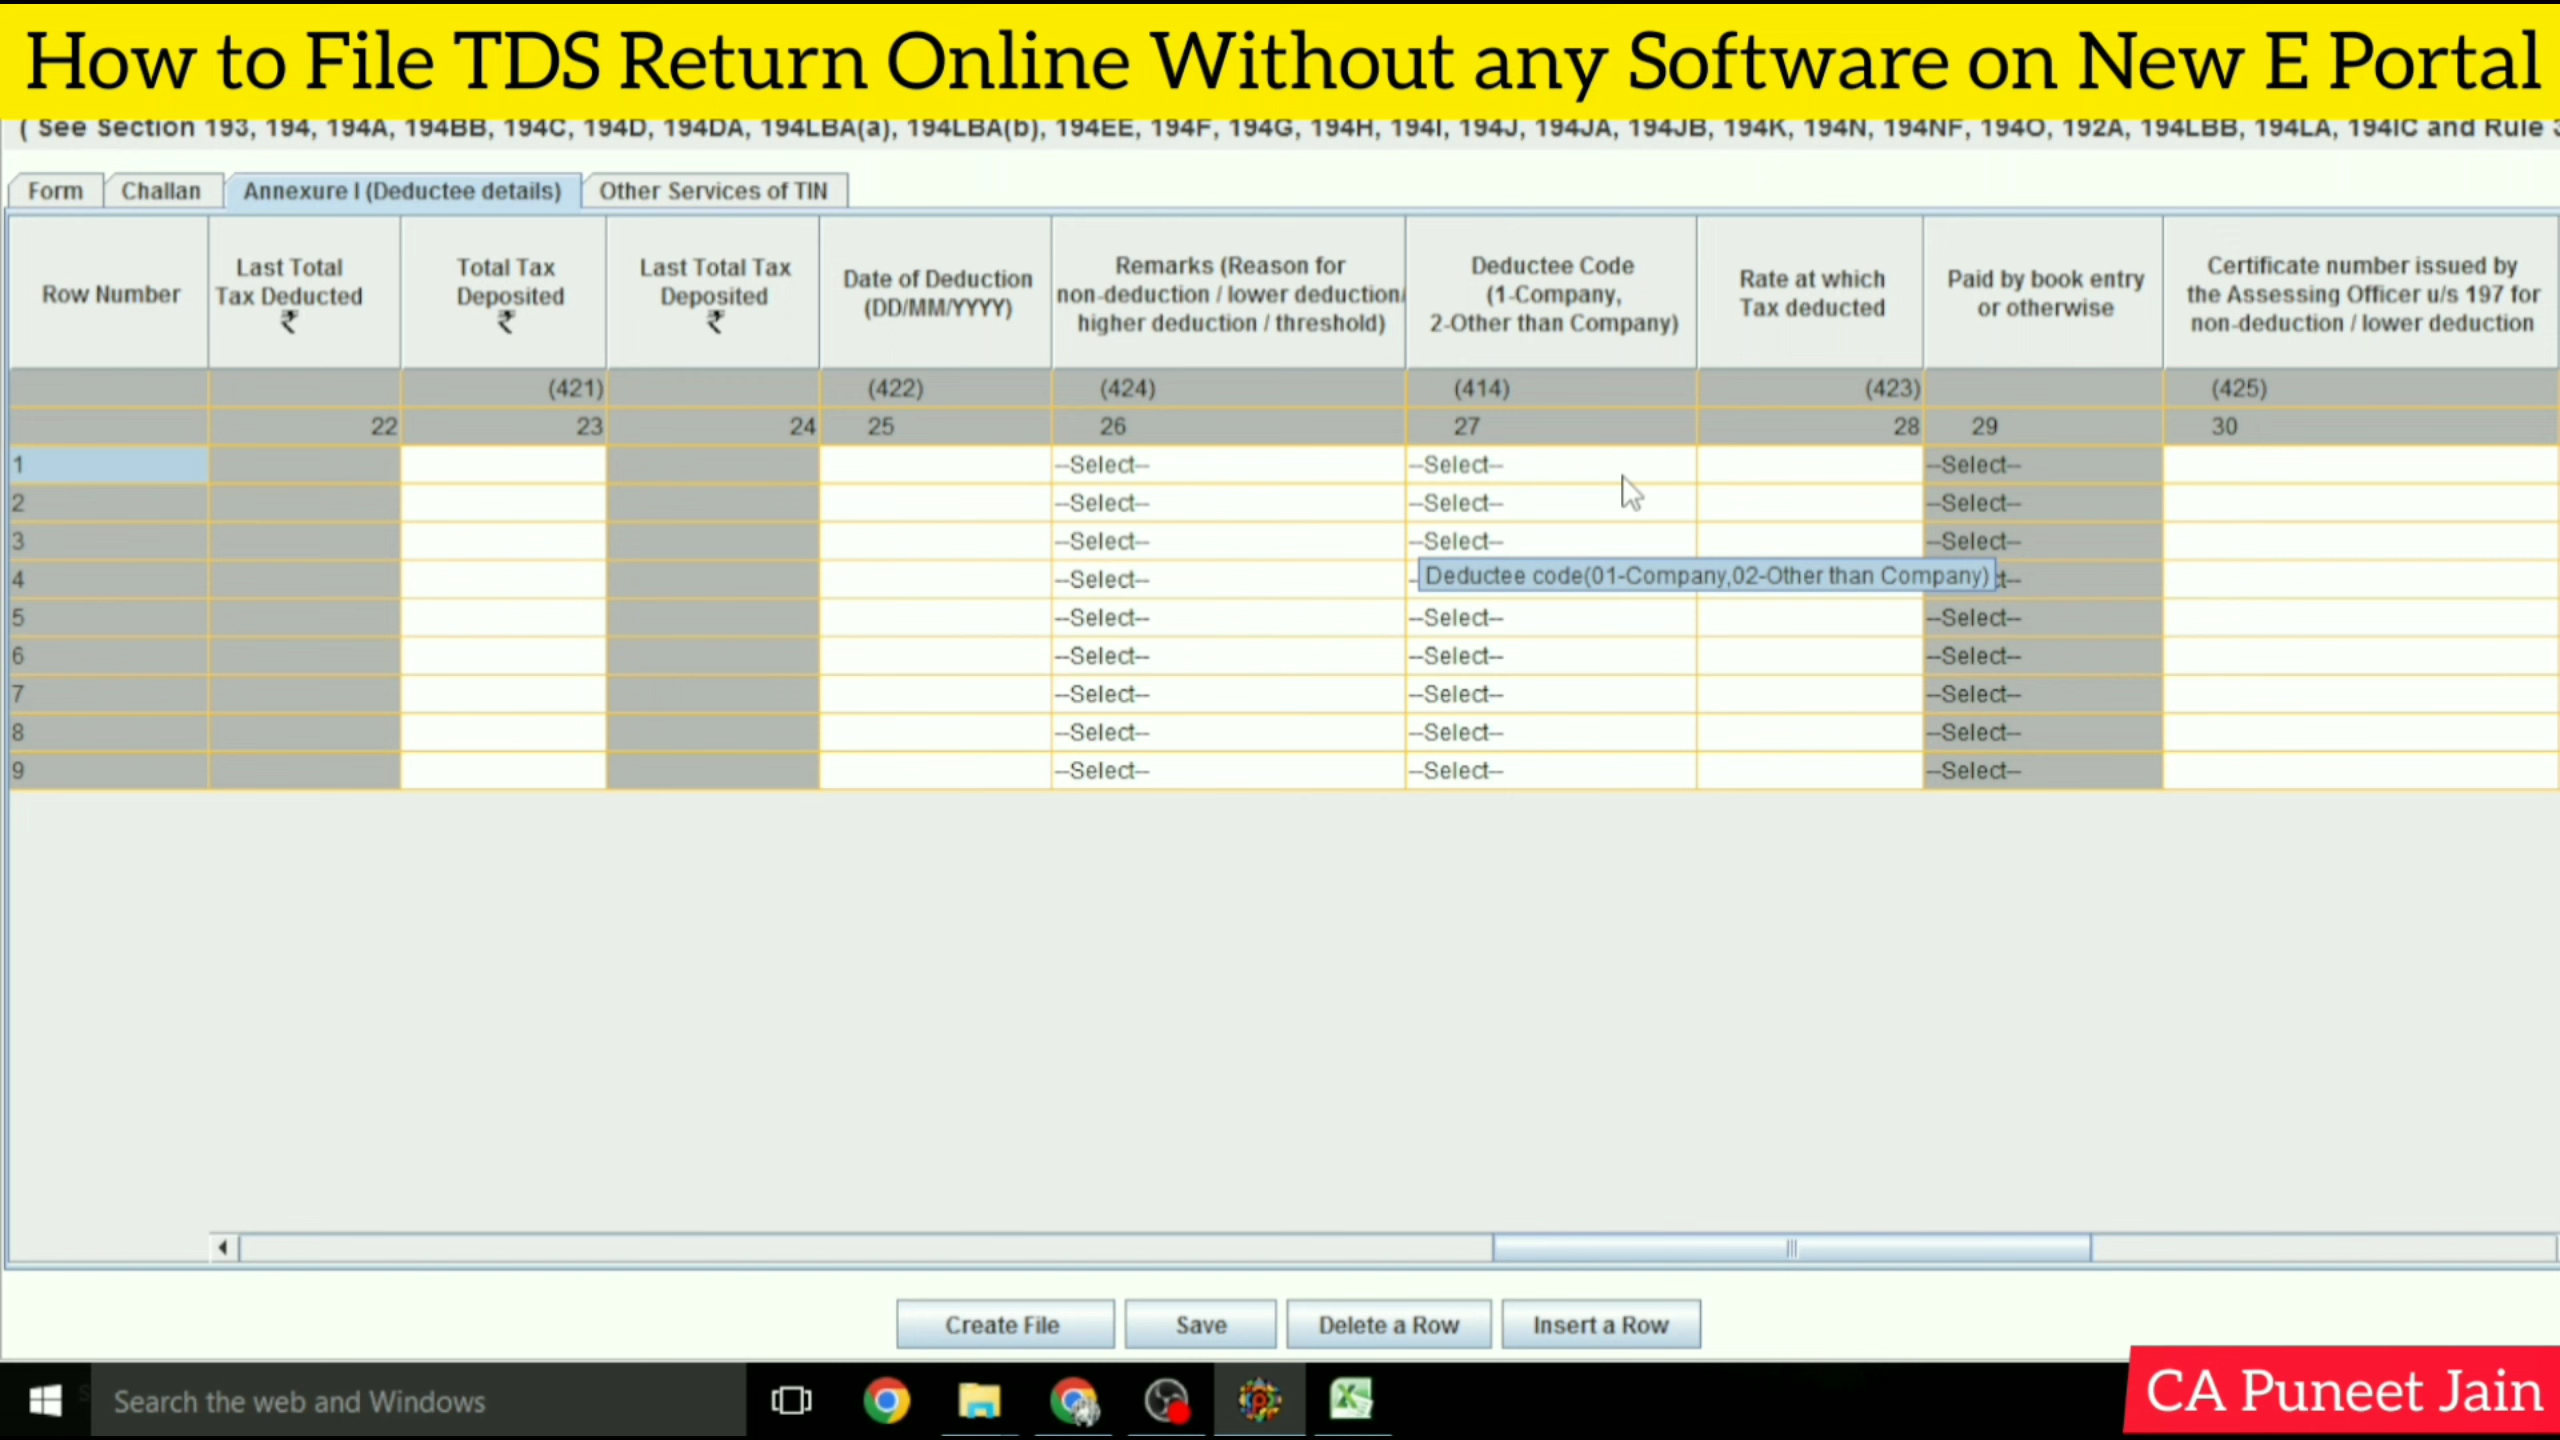 How to File TDS Return Online Without any Software on New E Portal
( See Section 193, 194, 194A, 194BB, 194C, 194D, 194DA, 194LBA(a), 194LBA(b), 194EE, 194F, 194G, 194H, 194I, 194J, 194JA, 194JB, 194K, 194N, 194NF, 194O, 192A, 194LBB, 194LA, 194IC and Rule 3
Form Challan Annexure I (Deductee details) Other Services of TIN
Row Number
Last Total
Tax Deducted
₹
Total Tax
Deposited
₹
Last Total Tax
Deposited
₹
Date of Deduction
(DD/MM/YYYY)
Remarks (Reason for
non-deduction / lower deduction/
higher deduction / threshold)
Deductee Code
(1-Company,
2-Other than Company)
Rate at which
Tax deducted
Paid by book entry
or otherwise
Certificate number issued by
the Assessing Officer u/s 197 for
non-deduction / lower deduction
(421) (422) (424) (414) (423) (425)
22 23 24 25 26 27 28 29 30
1 --Select-- --Select-- --Select--
2 --Select-- --Select-- --Select--
3 --Select-- --Select-- --Select--
4 --Select-- Deductee code(01-Company,02-Other than Company) t--
5 --Select-- --Select-- --Select--
6 --Select-- --Select-- --Select--
7 --Select-- --Select-- --Select--
8 --Select-- --Select-- --Select--
9 --Select-- --Select-- --Select--
Create File Save Delete a Row Insert a Row
Search the web and Windows
CA Puneet Jain